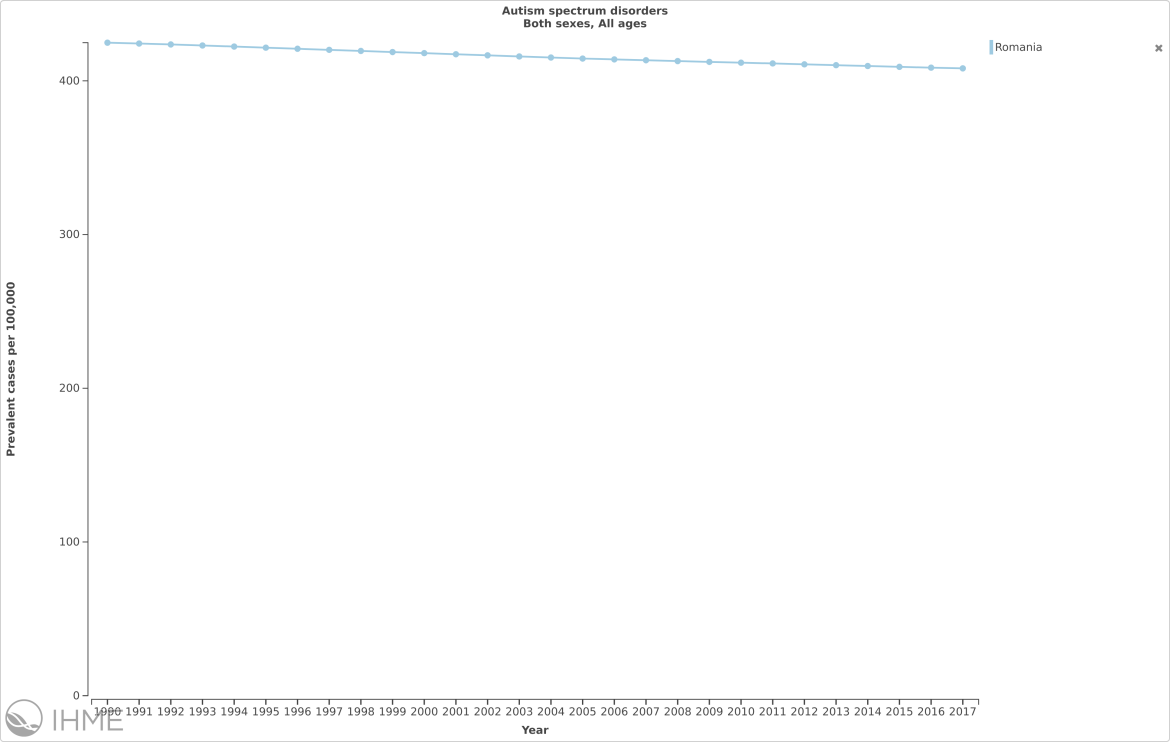 Autism spectrum disorders
Both sexes, All ages
Romania
400
300
200
100
0
Prevalent cases per 100,000
1990 1991 1992 1993 1994 1995 1996 1997 1998 1999 2000 2001 2002 2003 2004 2005 2006 2007 2008 2009 2010 2011 2012 2013 2014 2015 2016 2017
Year
IHME